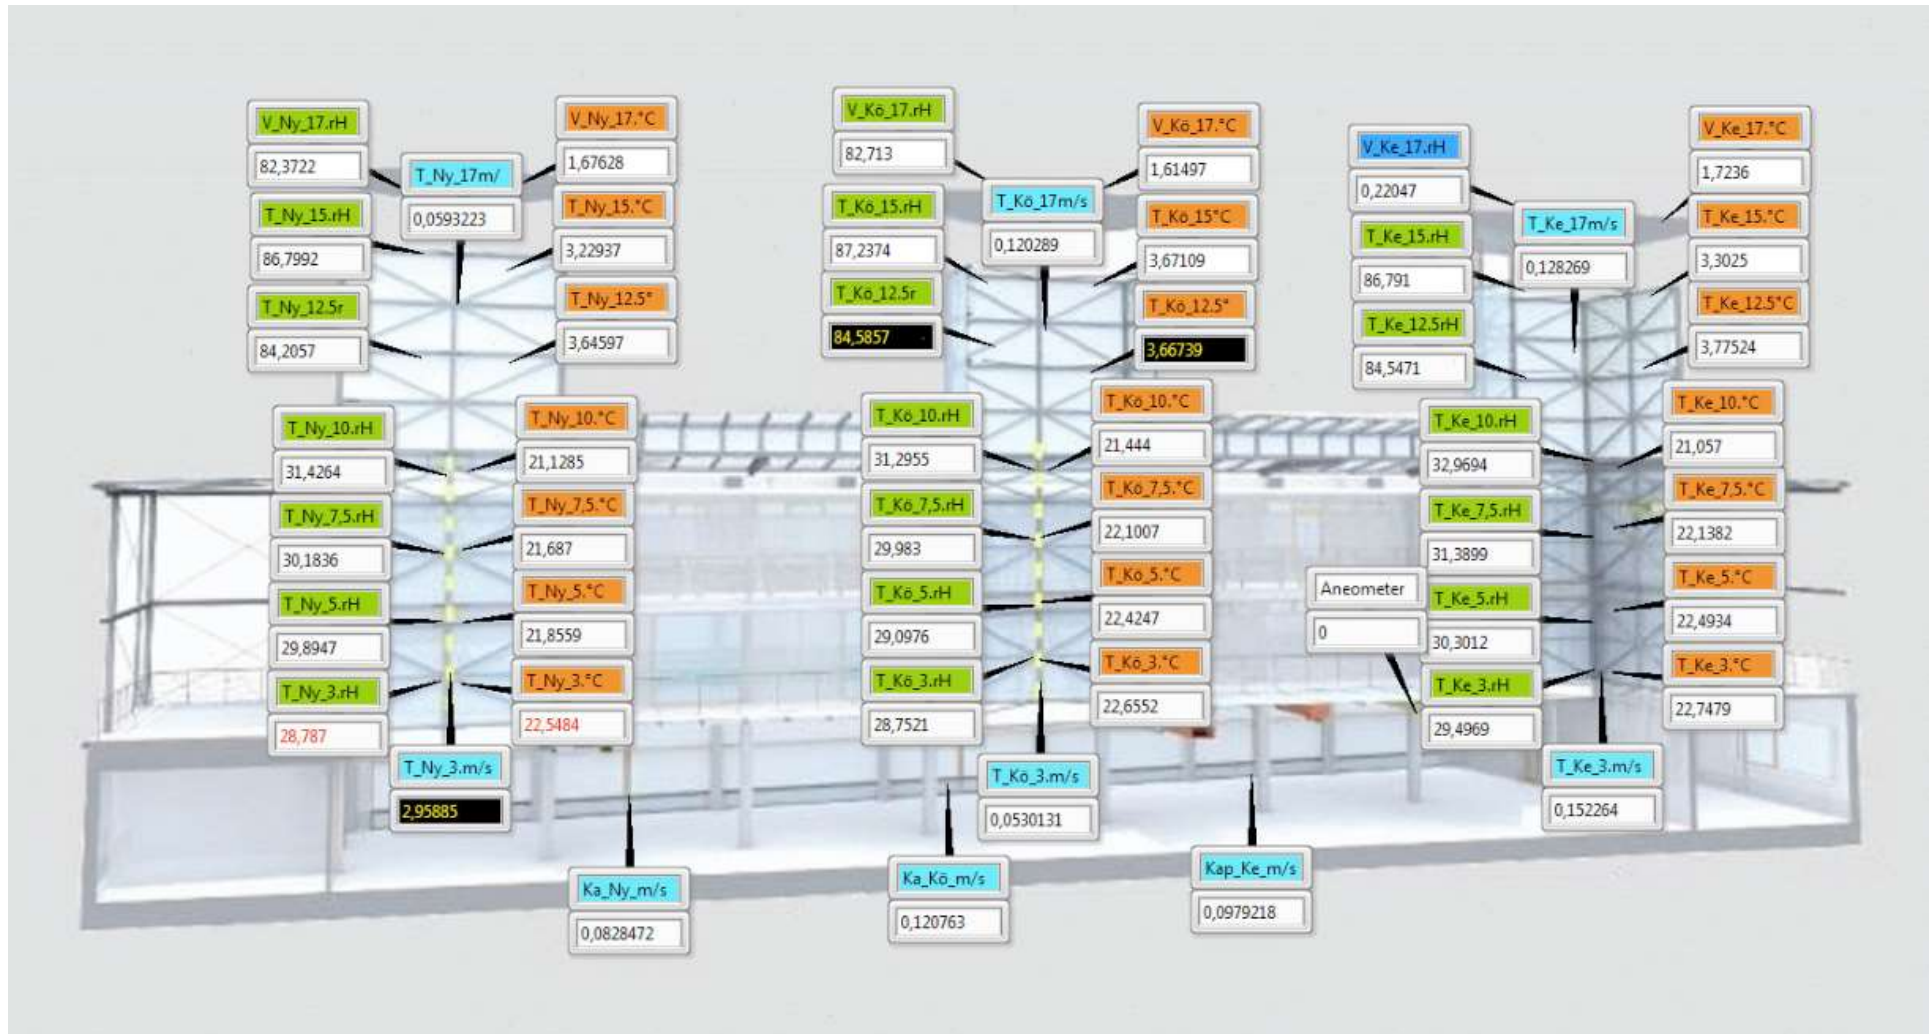 V_Ny_17.rH
82,3722
T_Ny_17m/
0,0593223
V_Ny_17.°C
1,67628
T_Ny_15.rH
86,7992
T_Ny_15.°C
3,22937
T_Ny_12.5r
84,2057
T_Ny_12.5°
3,64597
T_Ny_10.rH
31,4264
T_Ny_10.°C
21,1285
T_Ny_7,5.rH
30,1836
T_Ny_7,5.°C
21,687
T_Ny_5.rH
29,8947
T_Ny_5.°C
21,8559
T_Ny_3.rH
28,787
T_Ny_3.°C
22,5484
T_Ny_3.m/s
2,95885
Ka_Ny_m/s
0,0828472
V_Kö_17.rH
82,713
T_Kö_17m/s
0,120289
V_Kö_17.°C
1,61497
T_Kö_15.rH
87,2374
T_Kö_15°C
3,67109
T_Kö_12.5r
84,5857
T_Kö_12.5°
3,66739
T_Kö_10.rH
31,2955
T_Kö_10.°C
21,444
T_Kö_7,5.rH
29,983
T_Kö_7,5.°C
22,1007
T_Kö_5.rH
29,0976
T_Kö_5.°C
22,4247
T_Kö_3.rH
28,7521
T_Kö_3.°C
22,6552
T_Kö_3.m/s
0,0530131
Ka_Kö_m/s
0,120763
V_Ke_17.rH
0,22047
T_Ke_17m/s
0,128269
V_Ke_17.°C
1,7236
T_Ke_15.rH
86,791
T_Ke_15.°C
3,3025
T_Ke_12.5rH
84,5471
T_Ke_12.5°C
3,77524
T_Ke_10.rH
32,9694
T_Ke_10.°C
21,057
T_Ke_7,5.rH
31,3899
T_Ke_7,5.°C
22,1382
Aneometer
0
T_Ke_5.rH
30,3012
T_Ke_5.°C
22,4934
T_Ke_3.rH
29,4969
T_Ke_3.°C
22,7479
T_Ke_3.m/s
0,152264
Kap_Ke_m/s
0,0979218